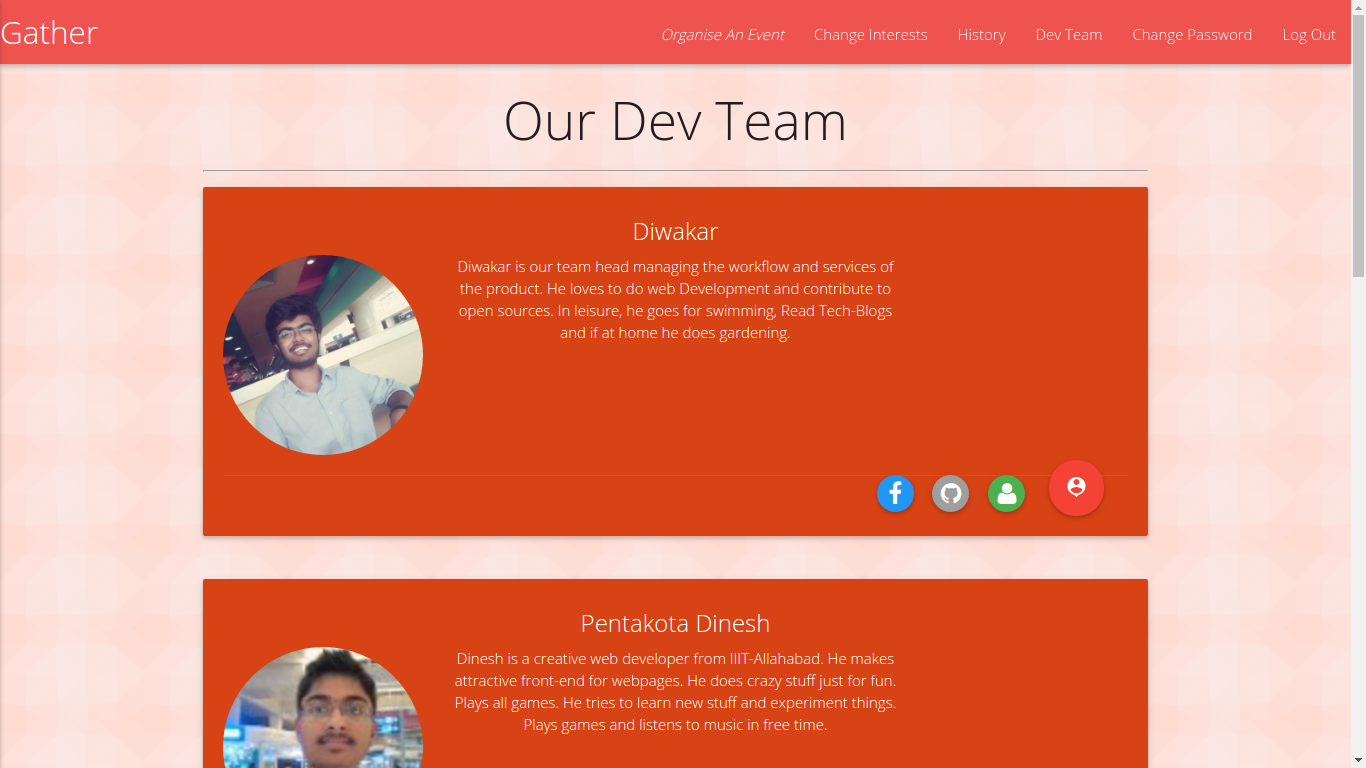 Gather
Organise An Event
Change Interests
History
Dev Team
Change Password
Log Out
Our Dev Team
Diwakar
Diwakar is our team head managing the workflow and services of
the product. He loves to do web Development and contribute to
open sources. In leisure, he goes for swimming, Read Tech-Blogs
and if at home he does gardening.
Pentakota Dinesh
Dinesh is a creative web developer from IIIT-Allahabad. He makes
attractive front-end for webpages. He does crazy stuff just for fun.
Plays all games. He tries to learn new stuff and experiment things.
Plays games and listens to music in free time.